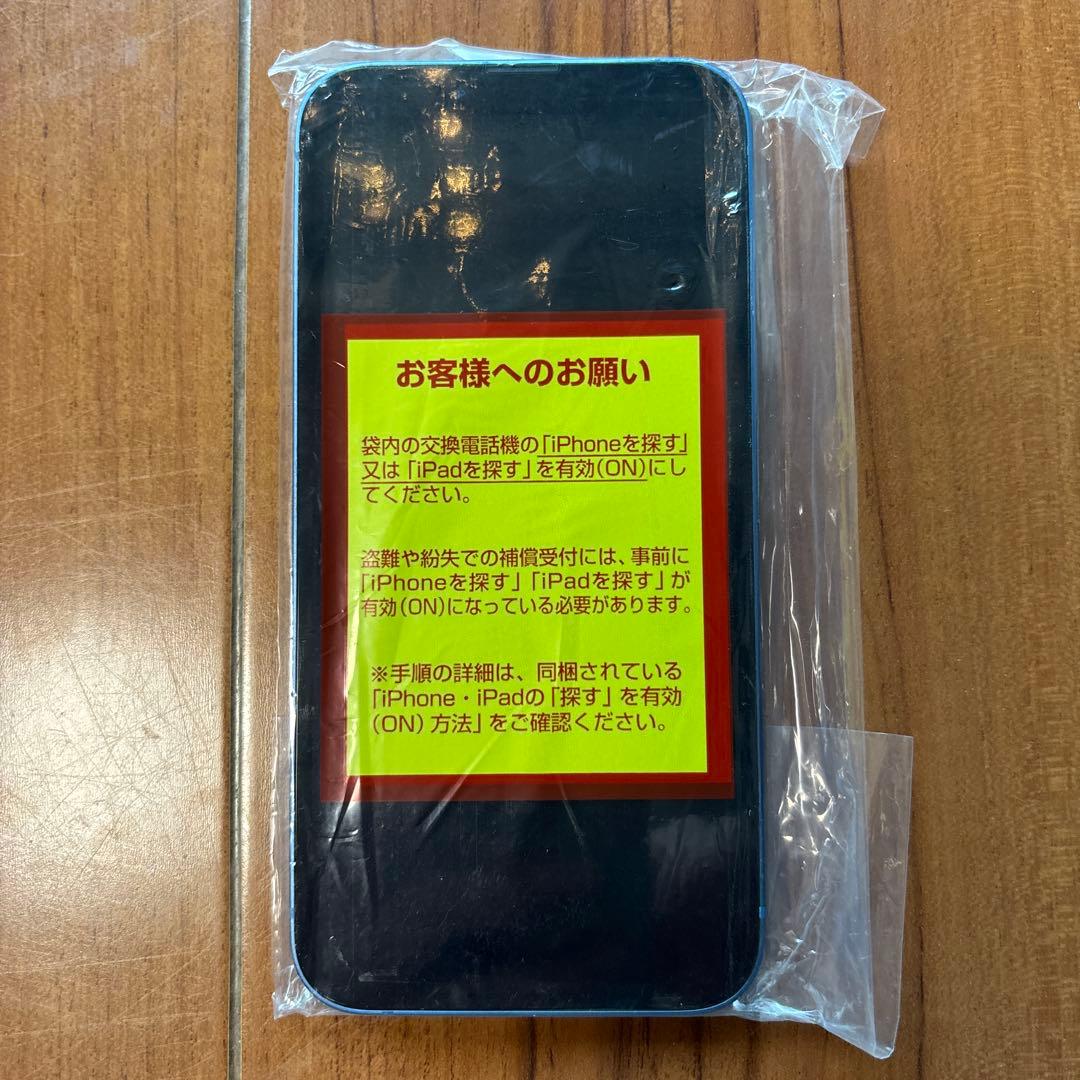 お客様へのお願い
袋内の交換電話機の「iPhoneを探す」
又は「iPadを探す」を有効(ON)にし
てください。
盗難や紛失での補償受付には、事前に
「iPhoneを探す」「iPadを探す」が
有効(ON)になっている必要があります。
※手順の詳細は、同梱されている
「iPhone・iPadの「探す」を有効
(ON)方法」をご確認ください。